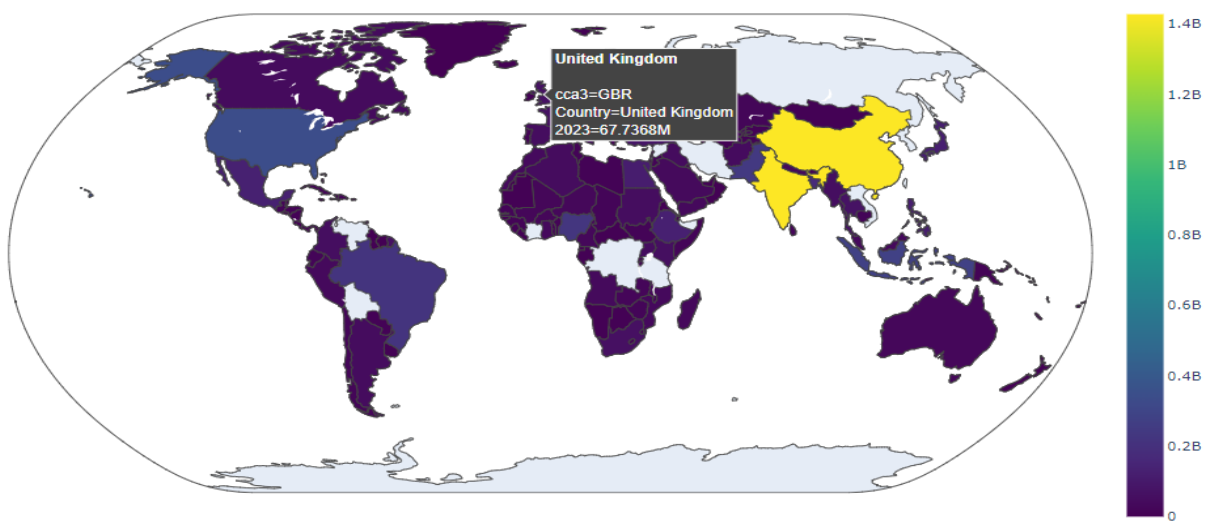 United Kingdom
cca3=GBR
Country=United Kingdom
2023=67.7368M
1.4B
1.2B
1B
0.8B
0.6B
0.4B
0.2B
0